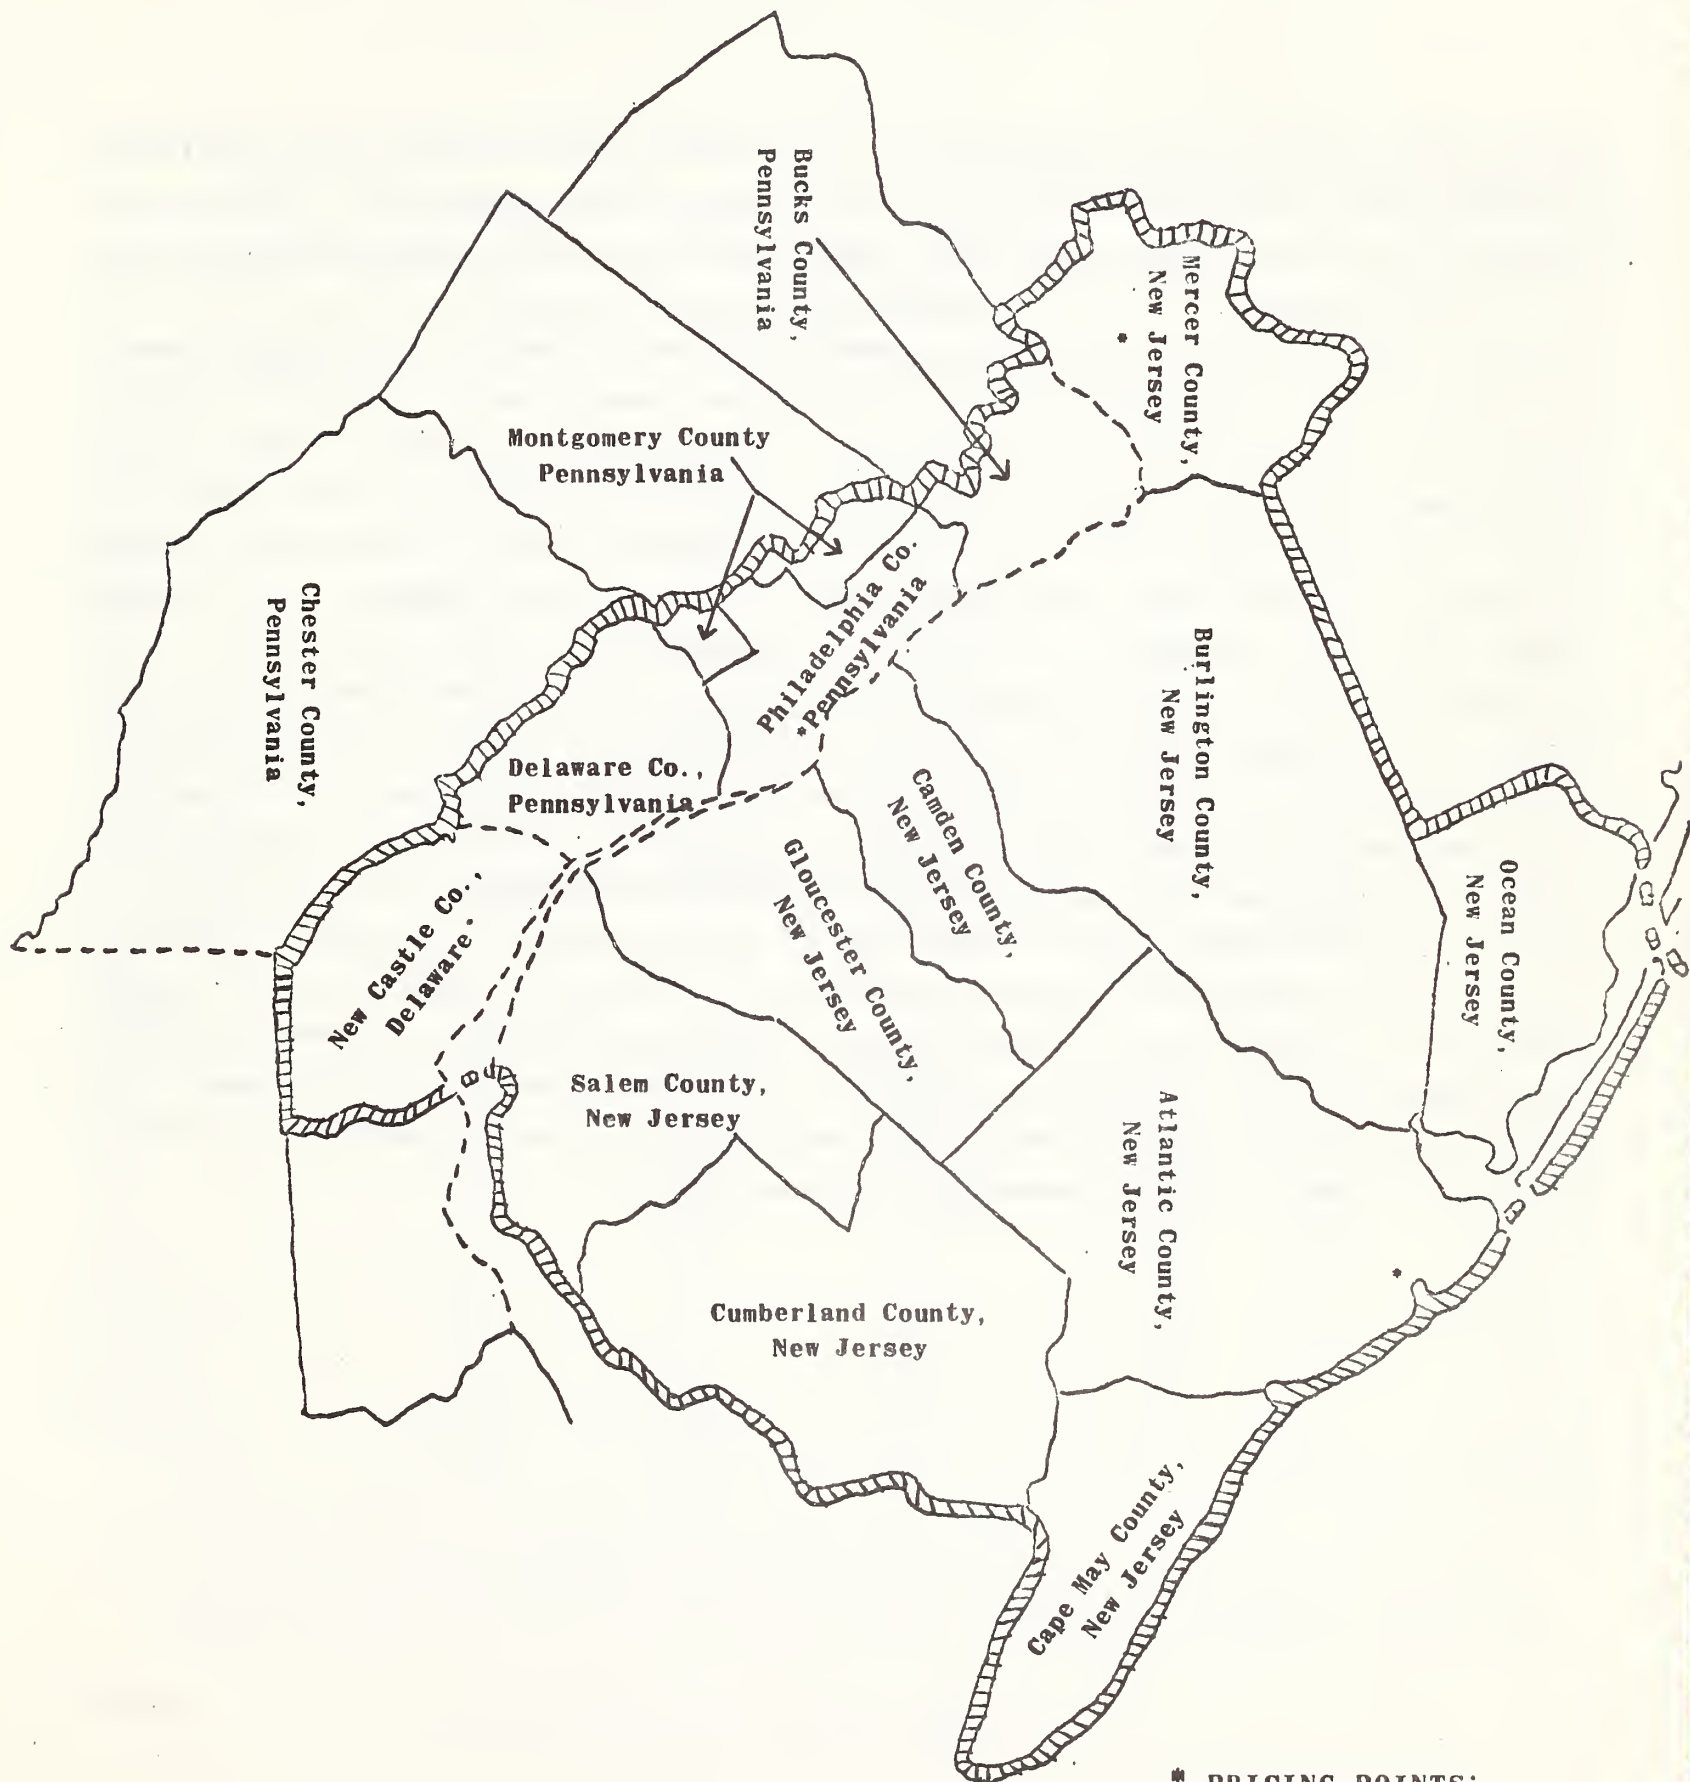 Bucks County,
Pennsylvania
Mercer County,
New Jersey
*
Montgomery County
Pennsylvania
Philadelphia Co.
*Pennsylvania
Chester County,
Pennsylvania
Burlington County,
New Jersey
Delaware Co.,
Pennsylvania
Camden County,
New Jersey
Gloucester County,
New Jersey
Ocean County,
New Jersey
New Castle Co.,
Delaware
Salem County,
New Jersey
Atlantic County,
New Jersey
*
Cumberland County,
New Jersey
Cape May County,
New Jersey
* PRICING POINTS: